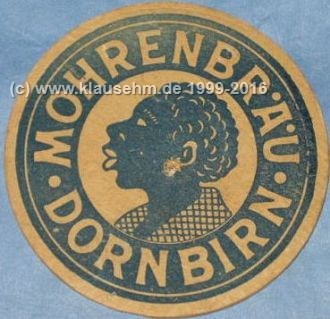 MOHRENBRÄU
(c) www.klausehm.de 1999-2016
· DORNBIRN ·